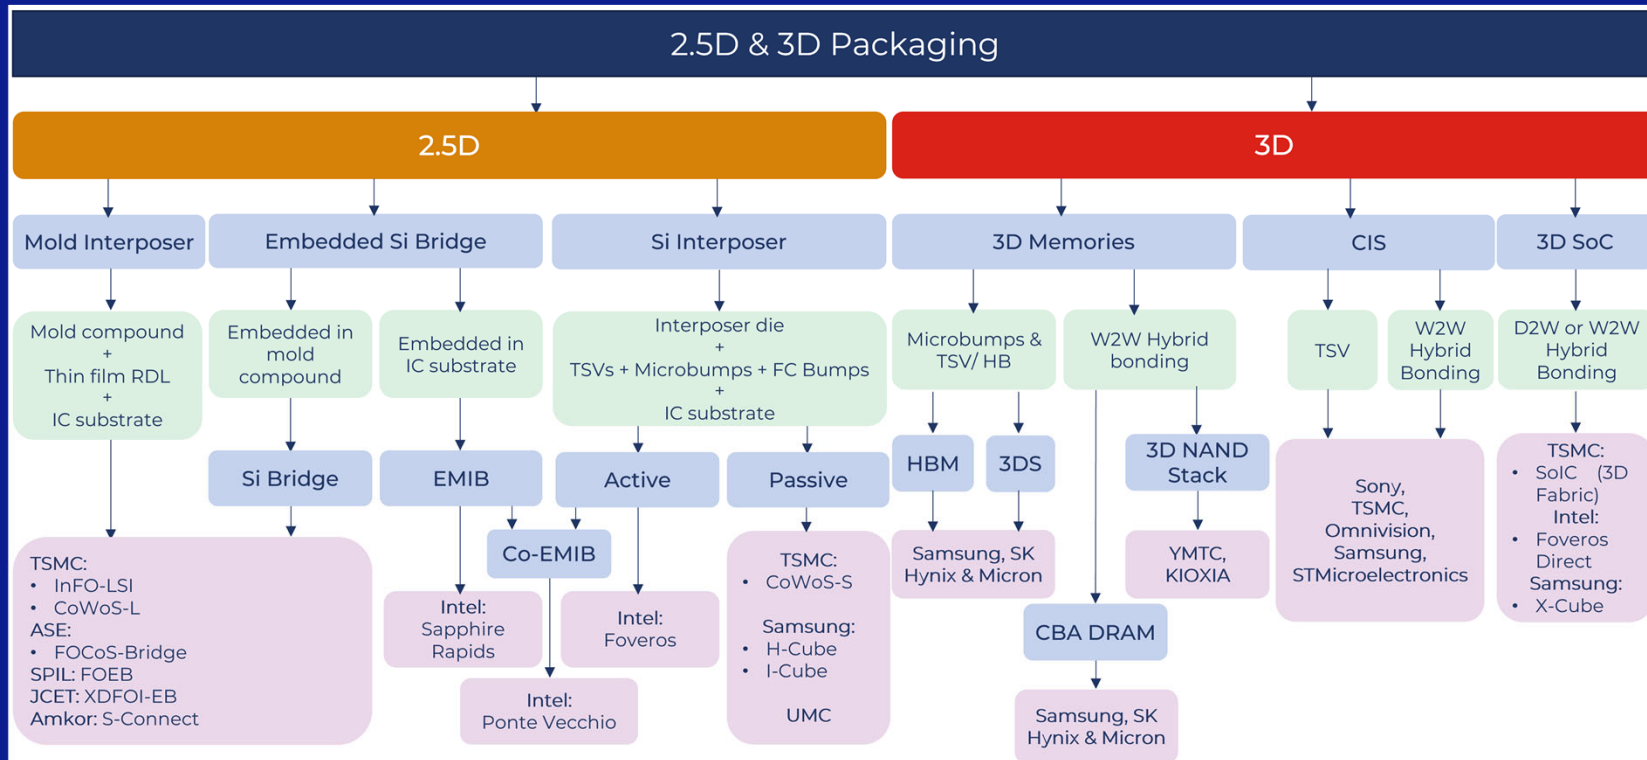 2.5D & 3D Packaging
2.5D
3D
Mold Interposer
Embedded Si Bridge
Si Interposer
3D Memories
CIS
3D SoC
Mold compound
+
Thin film RDL
+
IC substrate
Embedded in
mold
compound
Embedded in
IC substrate
Interposer die
+
TSVs + Microbumps + FC Bumps
+
IC substrate
Microbumps &
TSV/ HB
W2W Hybrid
bonding
TSV
W2W
Hybrid
Bonding
D2W or W2W
Hybrid
Bonding
Si Bridge
EMIB
Active
Passive
HBM
3DS
3D NAND
Stack
Co-EMIB
CBA DRAM
TSMC:
• InFO-LSI
• CoWoS-L
ASE:
• FOCoS-Bridge
SPIL: FOEB
JCET: XDFOI-EB
Amkor: S-Connect
Intel:
Sapphire
Rapids
Intel:
Ponte Vecchio
Intel:
Foveros
TSMC:
• CoWoS-S
Samsung:
• H-Cube
• I-Cube
UMC
Samsung, SK
Hynix & Micron
Samsung, SK
Hynix & Micron
YMTC,
KIOXIA
Sony,
TSMC,
Omnivision,
Samsung,
STMicroelectronics
TSMC:
• SoIC (3D
Fabric)
Intel:
• Foveros
Direct
Samsung:
• X-Cube